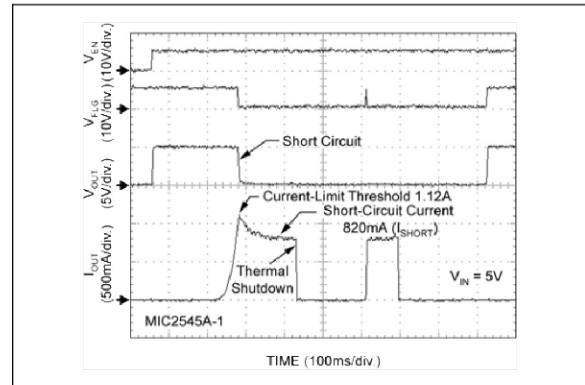 V_EN
(10V/div.)
V_FLG
(10V/div.)
V_OUT
(5V/div.)
Short Circuit
Current-Limit Threshold 1.12A
Short-Circuit Current
820mA (I_SHORT)
I_OUT
(500mA/div.)
Thermal
Shutdown
V_IN = 5V
MIC2545A-1
TIME (100ms/div.)